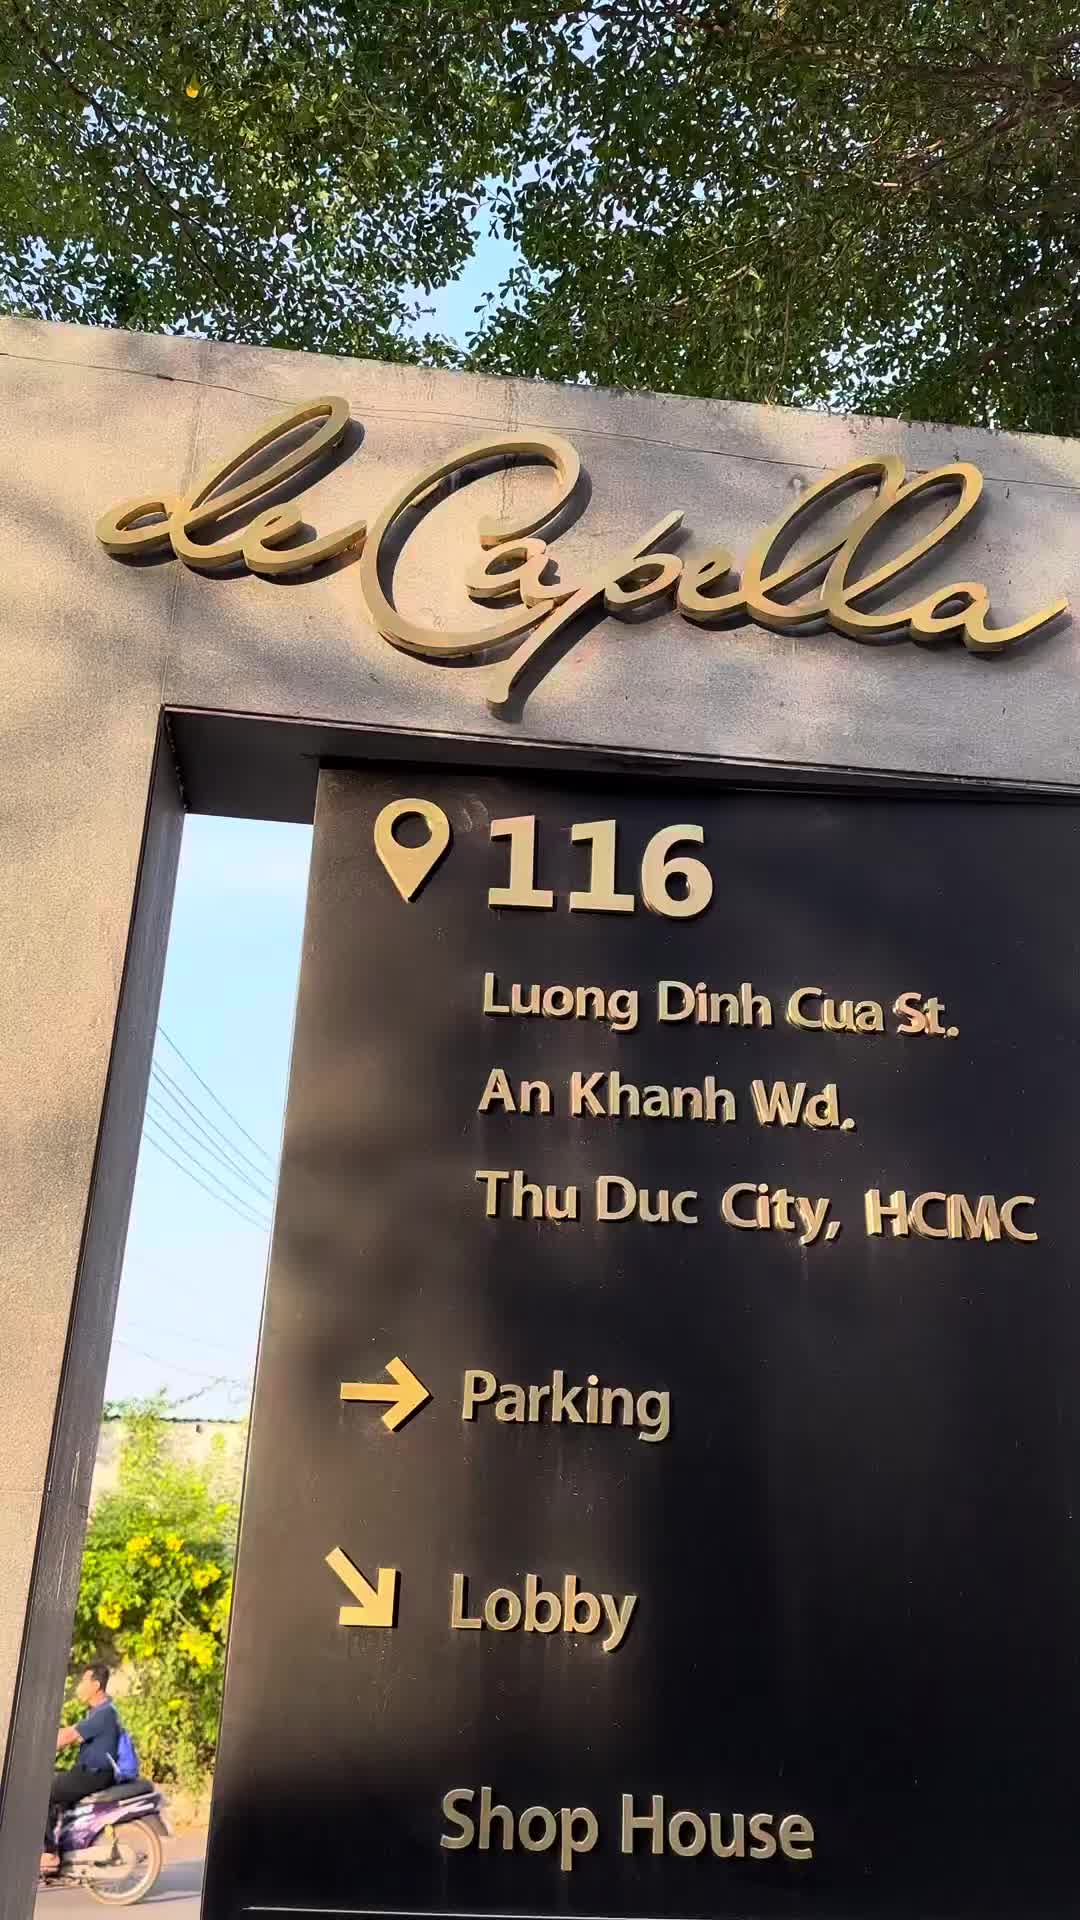 de Capella
116
Luong Dinh Cua St.
An Khanh Wd.
Thu Duc City, HCMC
Parking
Lobby
Shop House